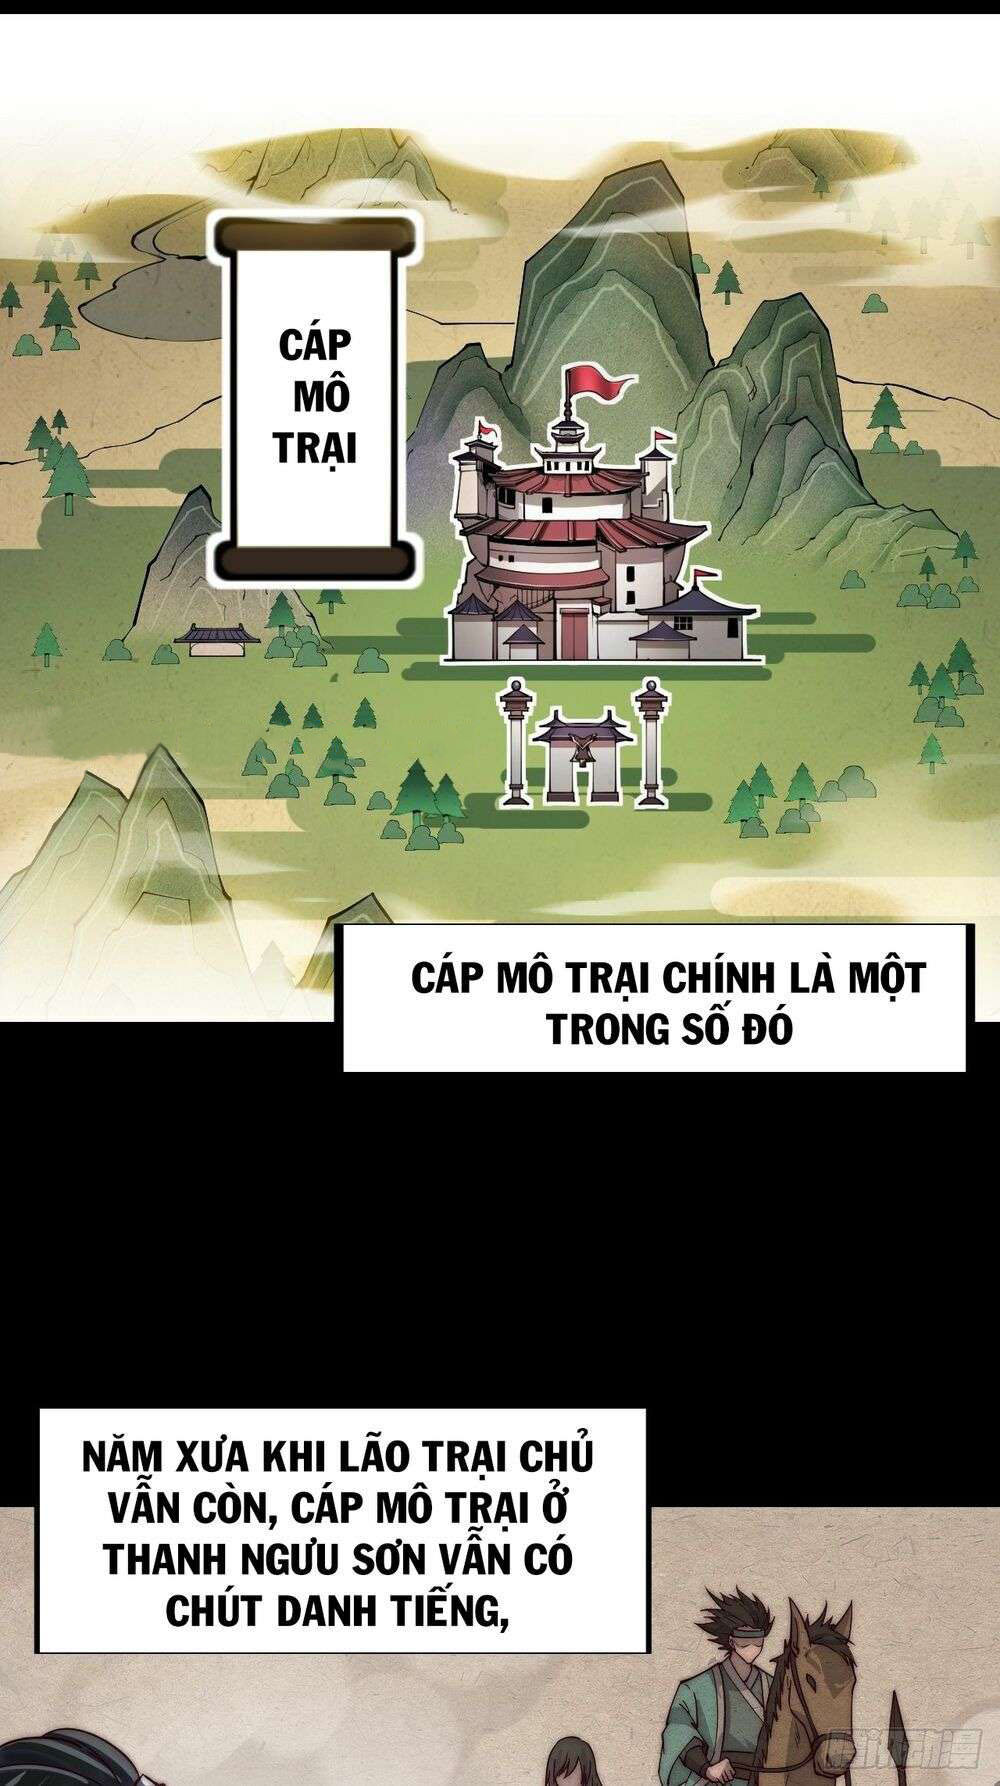 CÁP
MÔ
TRẠI
CÁP MÔ TRẠI CHÍNH LÀ MỘT
TRONG SỐ ĐÓ
NĂM XƯA KHI LÃO TRẠI CHỦ
VẪN CÒN, CÁP MÔ TRẠI Ở
THANH NGƯU SƠN VẪN CÓ
CHÚT DANH TIẾNG,